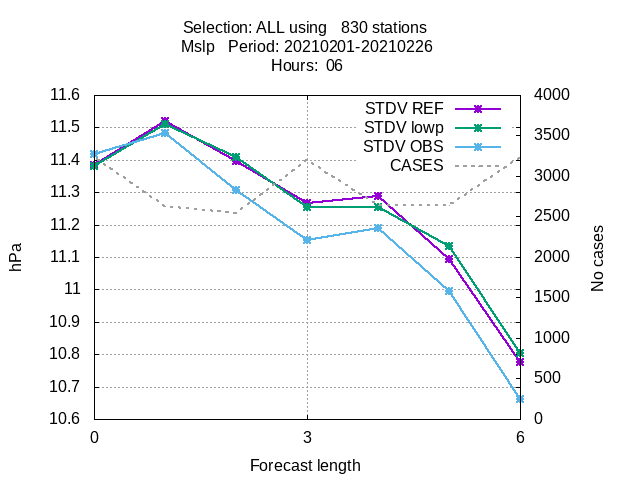 Selection: ALL using   830 stations
Mslp   Period: 20210201-20210226
Hours:  06
11.6
11.5
11.4
11.3
11.2
11.1
11
10.9
10.8
10.7
10.6
hPa
STDV REF
STDV lowp
STDV OBS
CASES
4000
3500
3000
2500
2000
1500
1000
500
0
No cases
0
3
6
Forecast length